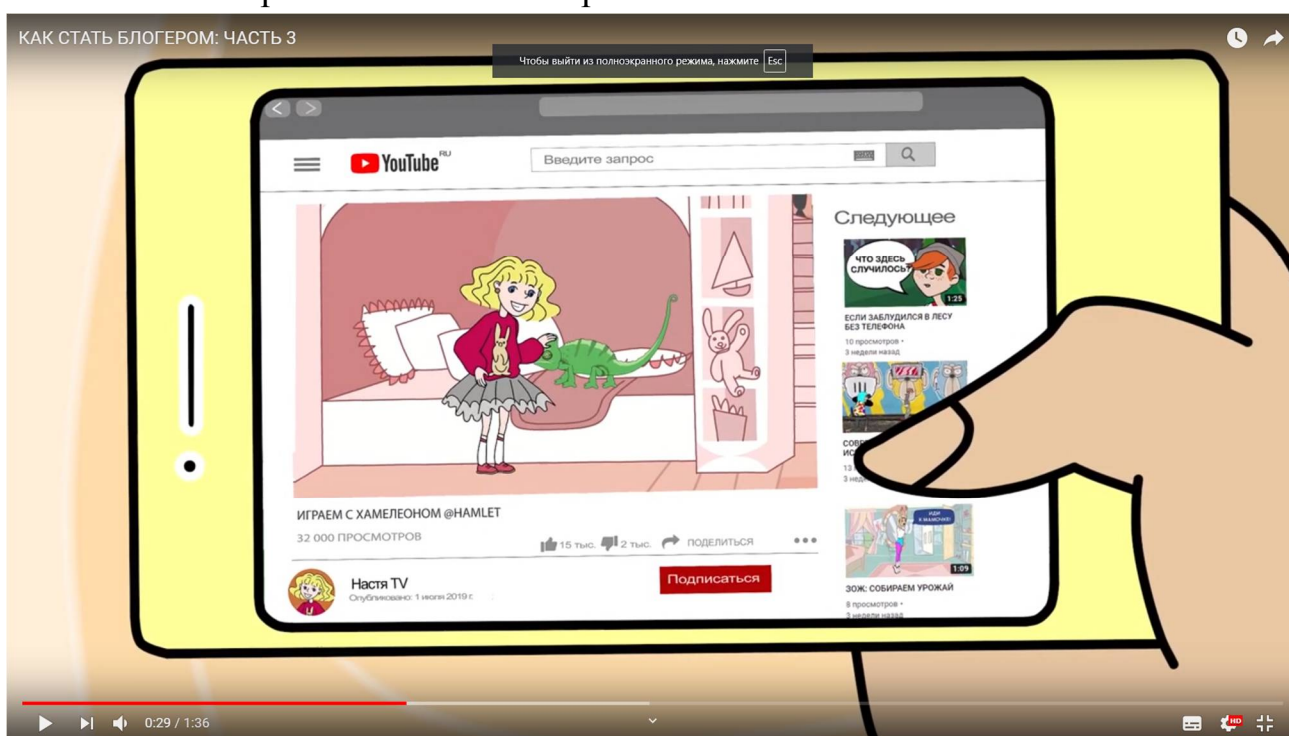 КАК СТАТЬ БЛОГЕРОМ: ЧАСТЬ 3
Чтобы выйти из полноэкранного режима, нажмите Esc
YouTube RU
Введите запрос
Следующее
ЧТО ЗДЕСЬ
СЛУЧИЛОСЬ?
1:25
ЕСЛИ ЗАБЛУДИЛСЯ В ЛЕСУ
БЕЗ ТЕЛЕФОНА
10 просмотров •
3 недели назад
13
3
ИДИ
К МАМОЧКЕ!
1:09
ЗОЖ: СОБИРАЕМ УРОЖАЙ
8 просмотров •
3 недели назад
ИГРАЕМ С ХАМЕЛЕОНОМ @HAMLET
32 000 ПРОСМОТРОВ
15 тыс. 2 тыс. ПОДЕЛИТЬСЯ
Настя TV
Опубликовано: 1 июля 2019 г.
Подписаться
0:29 / 1:36
HD